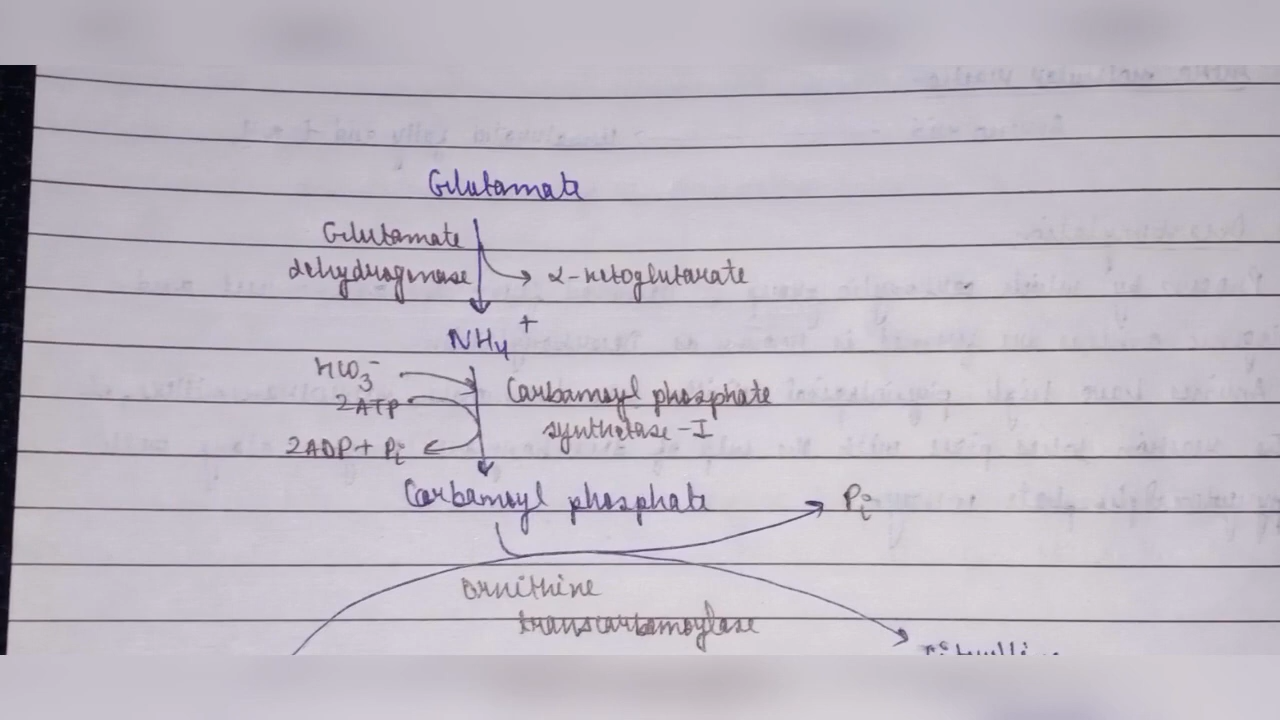 Glutamate
Glutamate
dehydrogenase
α-ketoglutarate
NH4+
HCO3-
2ATP
Carbamoyl phosphate
synthetase-I
2ADP + Pi
Carbamoyl phosphate
Pi
Ornithine
transcarbamoylase